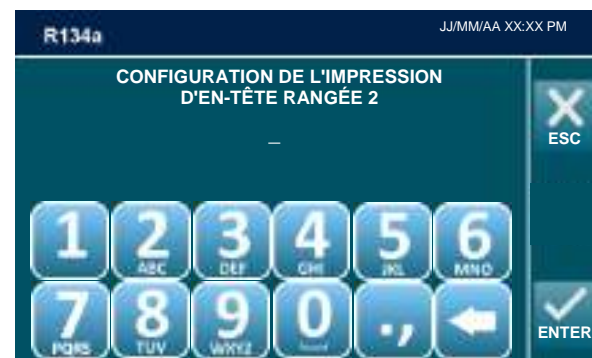 R134a
JJ/MM/AA XX:XX PM
CONFIGURATION DE L'IMPRESSION
D'EN-TÊTE RANGÉE 2
_
ESC
1 2 3 4 5 6
ABC DEF GHI JKL MNO
7 8 9 0 .,
PQRS TUV WXYZ
ENTER